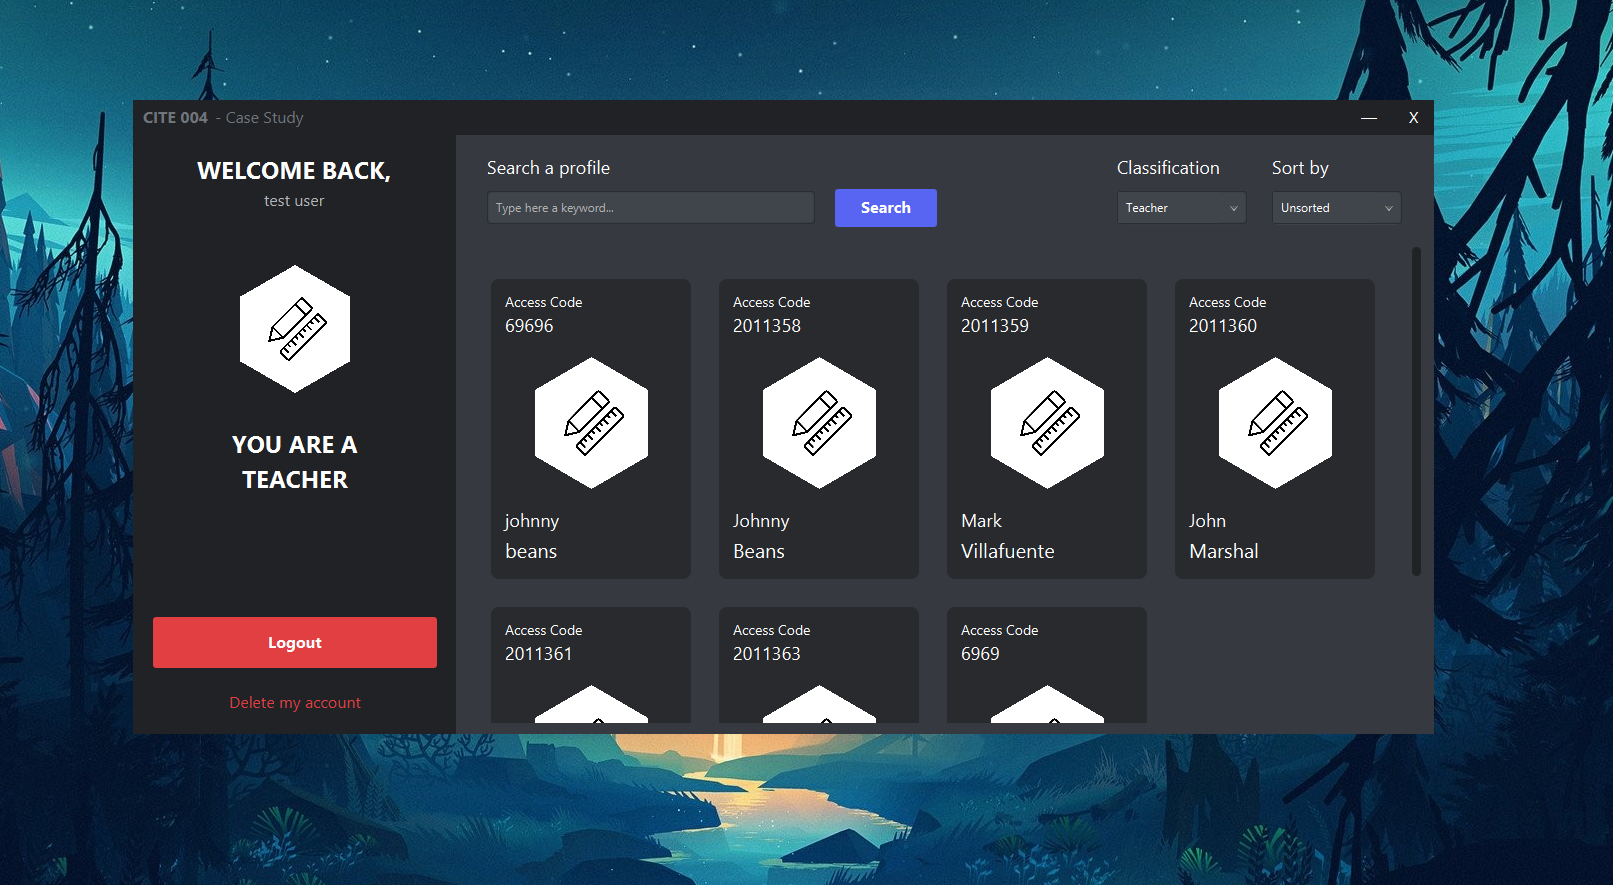 CITE 004 - Case Study
— X
WELCOME BACK,
test user
YOU ARE A
TEACHER
Logout
Delete my account
Search a profile
Type here a keyword...
Search
Classification
Teacher
Sort by
Unsorted
Access Code
69696
johnny
beans
Access Code
2011358
Johnny
Beans
Access Code
2011359
Mark
Villafuente
Access Code
2011360
John
Marshal
Access Code
2011361
Access Code
2011363
Access Code
6969